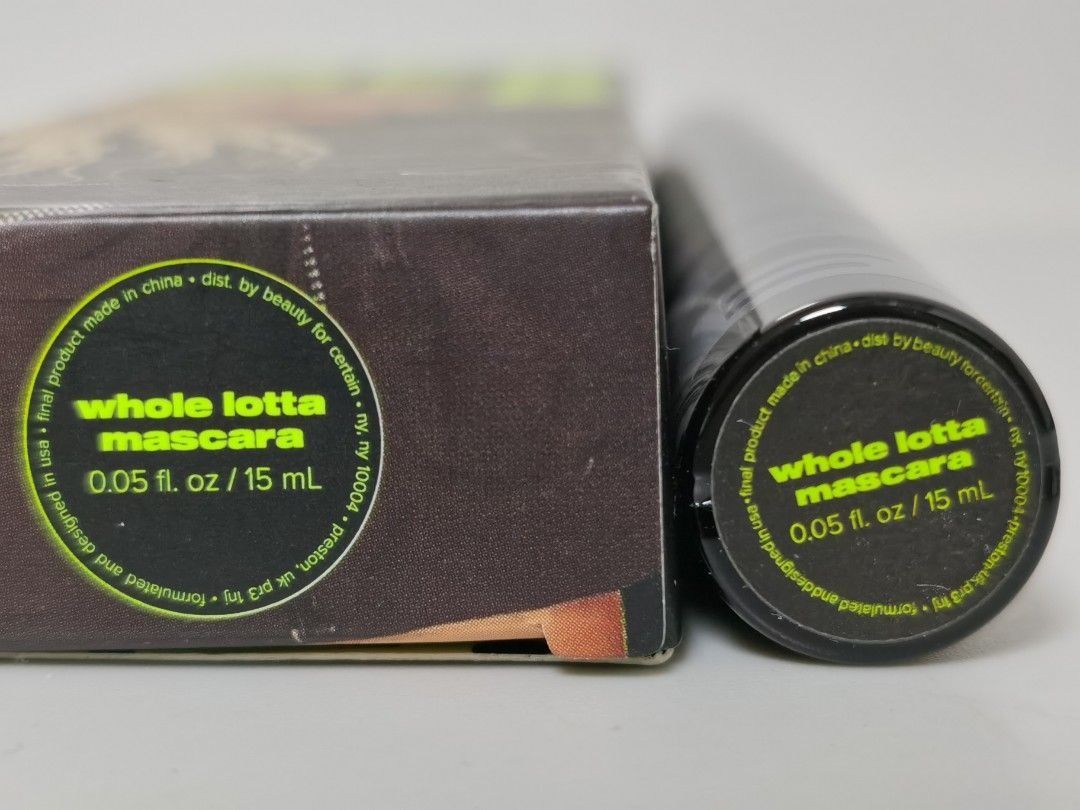 final product made in china • dist. by beauty for certain • ny, ny 10004 • preston, uk pr3 1nj • formulated and designed in usa •
whole lotta
mascara
0.05 fl. oz / 15 mL
final product made in china • dist by beauty for certain • ny, ny 10004 • preston, uk pr3 1nj • formulated and designed in usa •
whole lotta
mascara
0.05 fl. oz / 15 mL